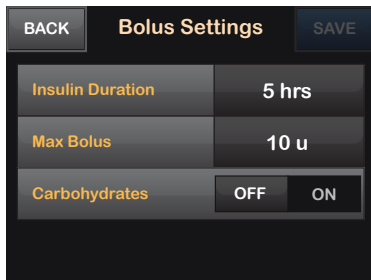 BACK Bolus Settings SAVE
Insulin Duration 5 hrs
Max Bolus 10 u
Carbohydrates OFF ON